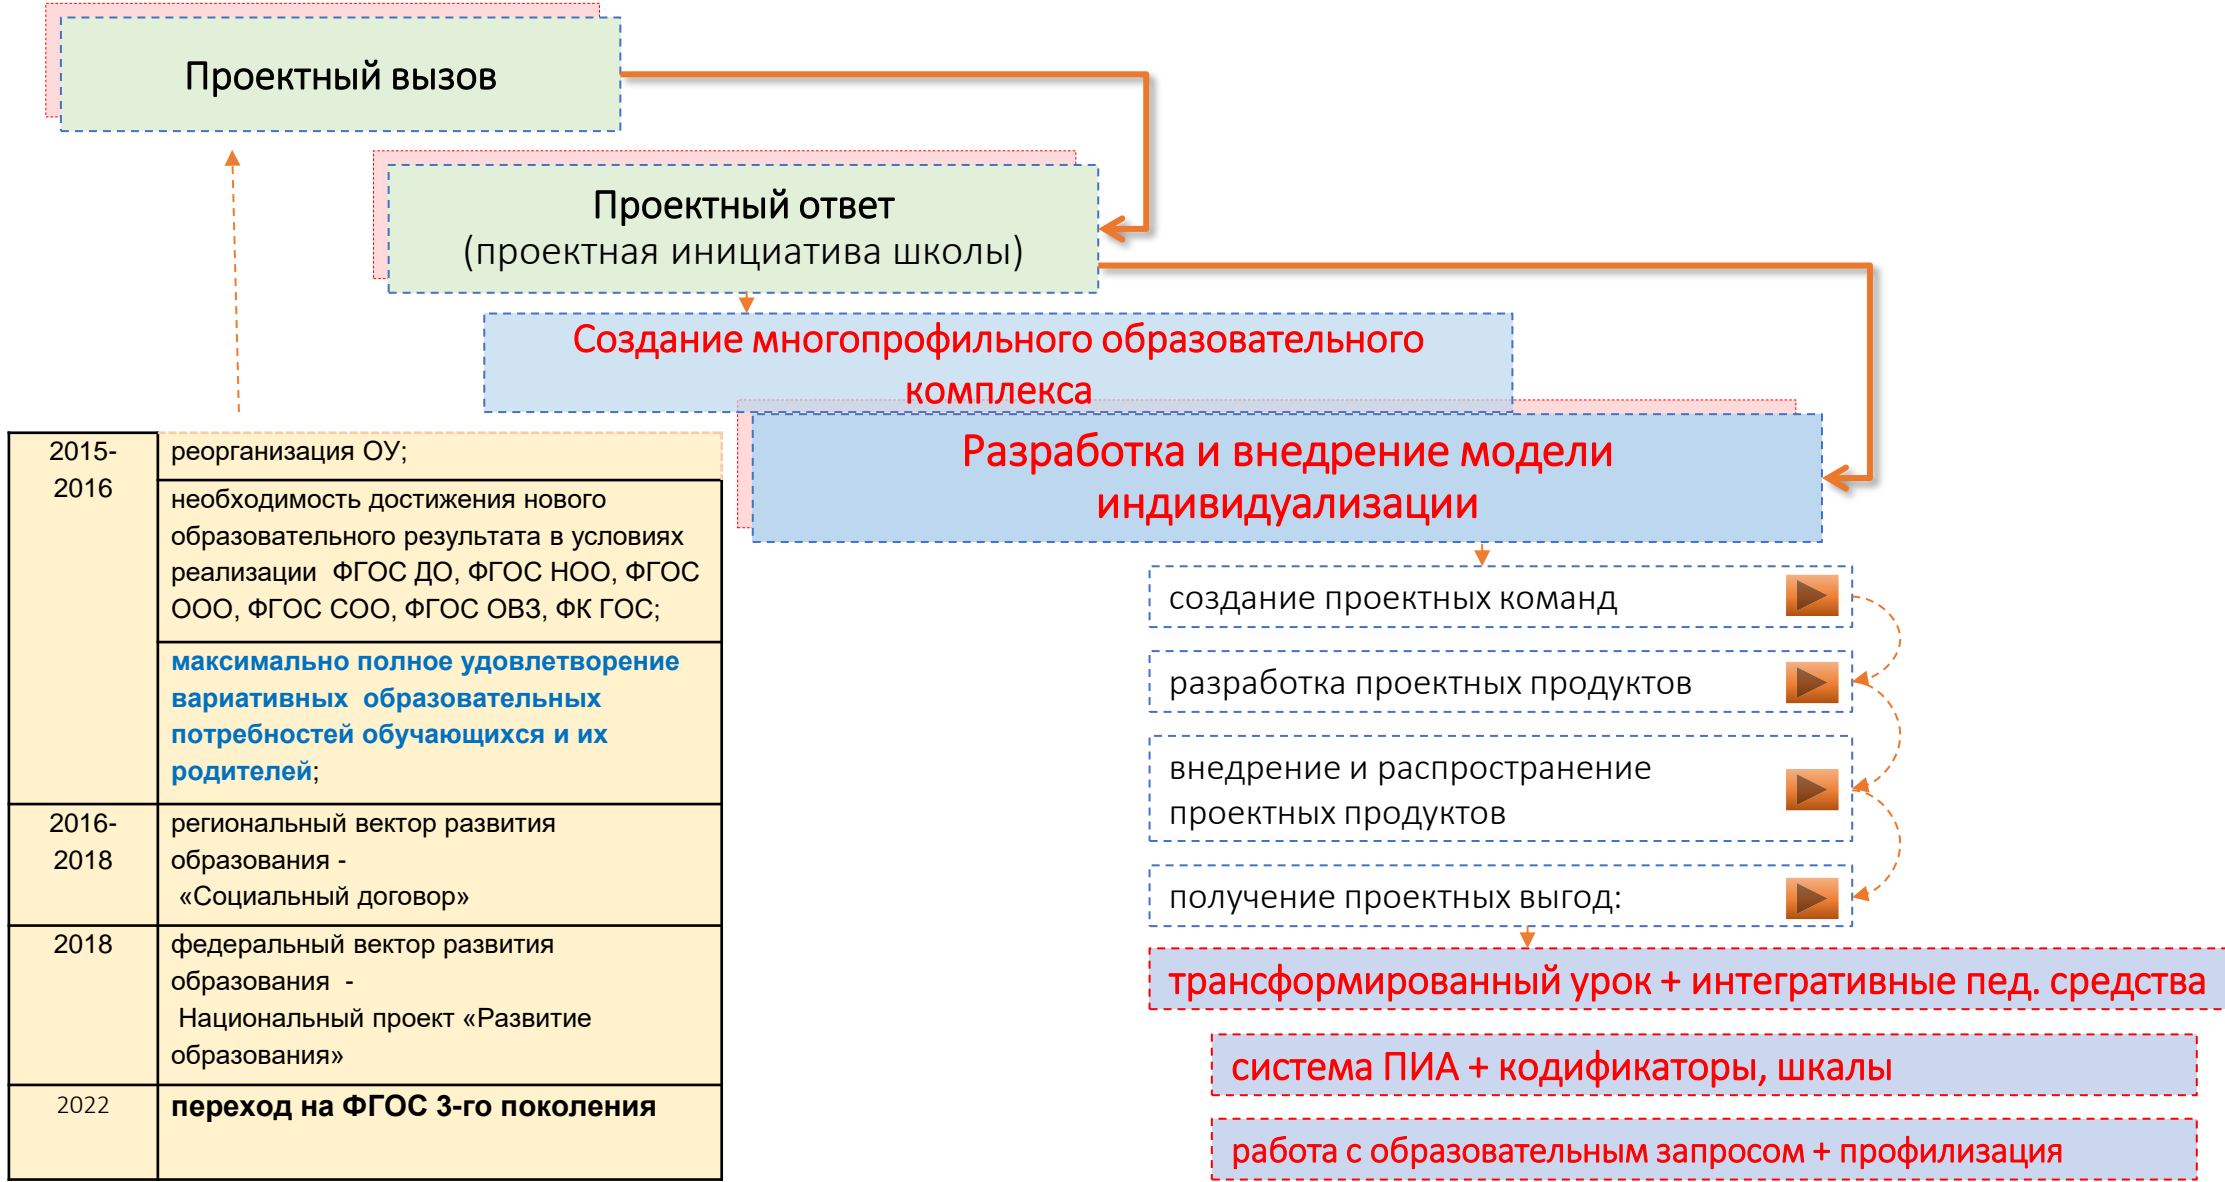 Проектный вызов
Проектный ответ
(проектная инициатива школы)
Создание многопрофильного образовательного
комплекса
Разработка и внедрение модели
индивидуализации
2015-
2016
реорганизация ОУ;
необходимость достижения нового
образовательного результата в условиях
реализации ФГОС ДО, ФГОС НОО, ФГОС
ООО, ФГОС СОО, ФГОС ОВЗ, ФК ГОС;
максимально полное удовлетворение
вариативных образовательных
потребностей обучающихся и их
родителей;
2016-
2018
региональный вектор развития
образования -
«Социальный договор»
2018
федеральный вектор развития
образования -
Национальный проект «Развитие
образования»
2022
переход на ФГОС 3-го поколения
создание проектных команд
разработка проектных продуктов
внедрение и распространение
проектных продуктов
получение проектных выгод:
трансформированный урок + интегративные пед. средства
система ПИА + кодификаторы, шкалы
работа с образовательным запросом + профилизация